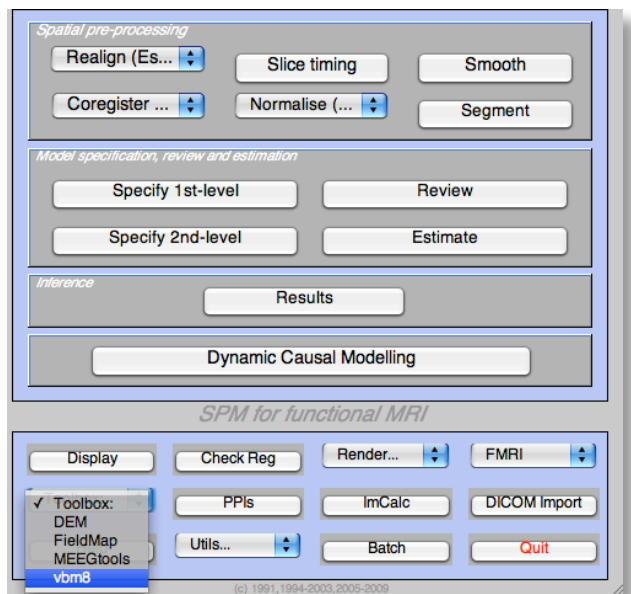 Spatial pre-processing
Realign (Es... Slice timing Smooth
Coregister ... Normalise (... Segment
Model specification, review and estimation
Specify 1st-level Review
Specify 2nd-level Estimate
Inference
Results
Dynamic Causal Modelling
SPM for functional MRI
Display Check Reg Render... FMRI
✓ Toolbox: PPIs ImCalc DICOM Import
DEM
FieldMap
MEEGtools
vbm8
Utils... Batch Quit
(c) 1991,1994-2003,2005-2009